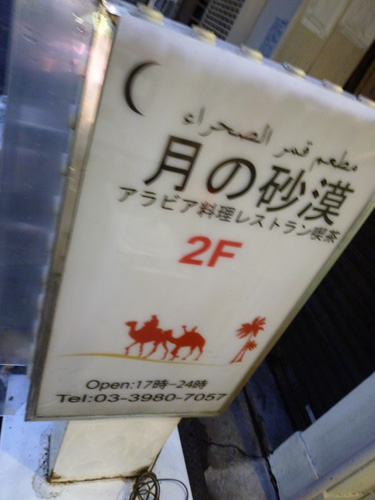 مطعم قمر الصحراء
月の砂漠
アラビア料理レストラン喫茶
2F
Open:17時-24時
Tel:03-3980-7057